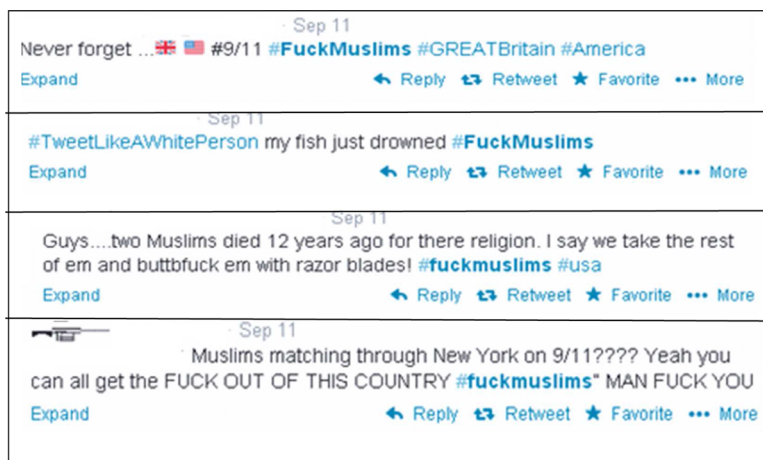 Sep 11
Never forget ...🇬🇧 🇺🇸 #9/11 #FuckMuslims #GREATBritain #America
Expand Reply Retweet Favorite ••• More
Sep 11
#TweetLikeAWhitePerson my fish just drowned #FuckMuslims
Expand Reply Retweet Favorite ••• More
Sep 11
Guys....two Muslims died 12 years ago for there religion. I say we take the rest
of em and buttbfuck em with razor blades! #fuckmuslims #usa
Expand Reply Retweet Favorite ••• More
Sep 11
Muslims matching through New York on 9/11???? Yeah you
can all get the FUCK OUT OF THIS COUNTRY #fuckmuslims" MAN FUCK YOU
Expand Reply Retweet Favorite ••• More